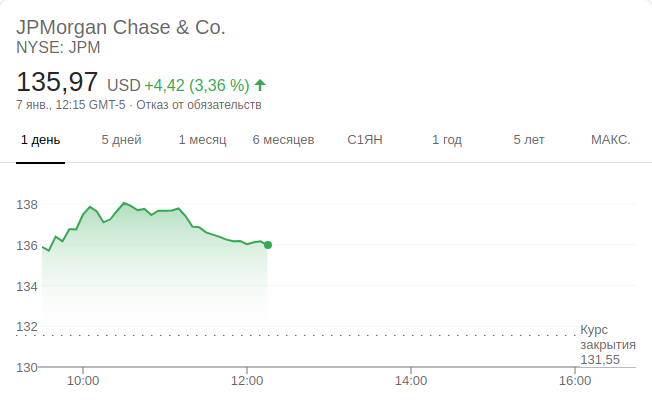 JPMorgan Chase & Co.
NYSE: JPM
135,97 USD +4,42 (3,36 %)
7 янв., 12:15 GMT-5 · Отказ от обязательств
1 день 5 дней 1 месяц 6 месяцев С1ЯН 1 год 5 лет МАКС.
138
136
134
132
Курс
закрытия
131,55
130
10:00 12:00 14:00 16:00